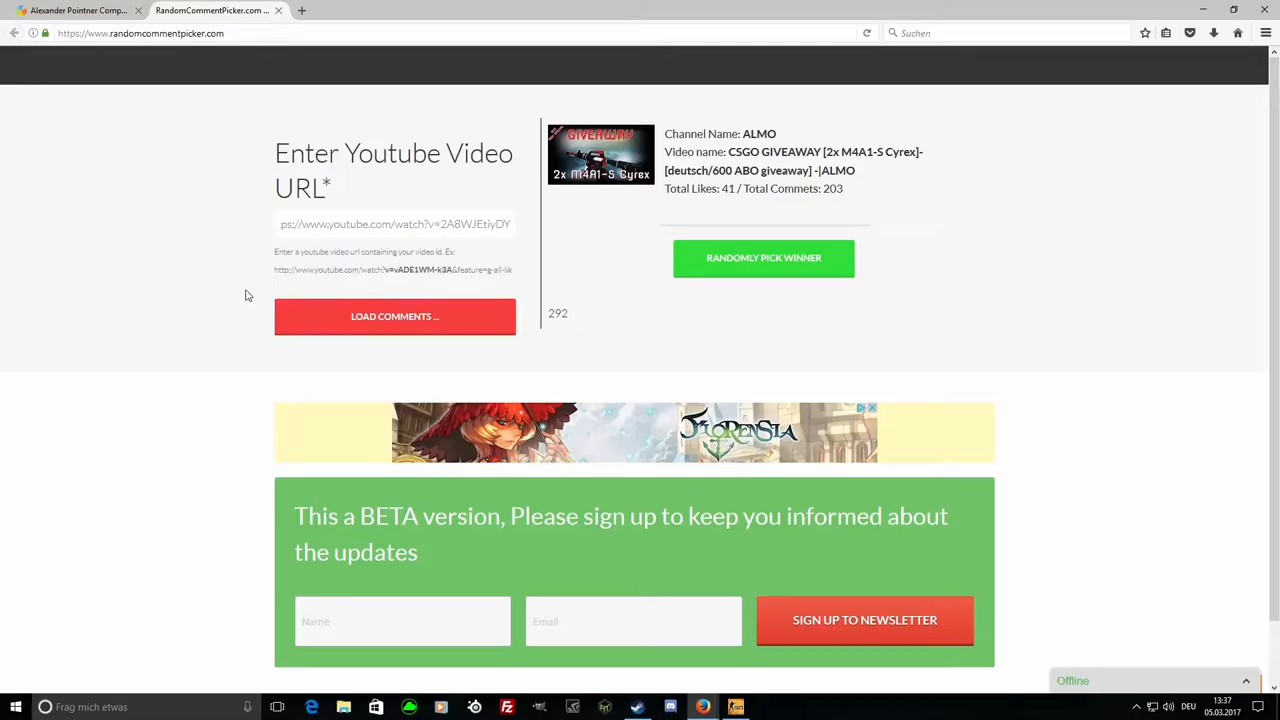 Alexander Pointner Comp...
RandomCommentPicker.com ...
https://www.randomcommentpicker.com
Suchen
Enter Youtube Video
URL*
ps://www.youtube.com/watch?v=2A8WJEtiyDY
Enter a youtube video url containing your video id. Ex:
http://www.youtube.com/watch?v=vADE1WM-k3A&feature=g-all-lik
LOAD COMMENTS ...
GIVEAWAY
2x M4A1-S Cyrex
Channel Name: ALMO
Video name: CSGO GIVEAWAY [2x M4A1-S Cyrex]-
[deutsch/600 ABO giveaway] -|ALMO
Total Likes: 41 / Total Commets: 203
RANDOMLY PICK WINNER
292
FLORENSIA
This a BETA version, Please sign up to keep you informed about
the updates
Name
Email
SIGN UP TO NEWSLETTER
Offline
Frag mich etwas
DEU
13:37
05.03.2017